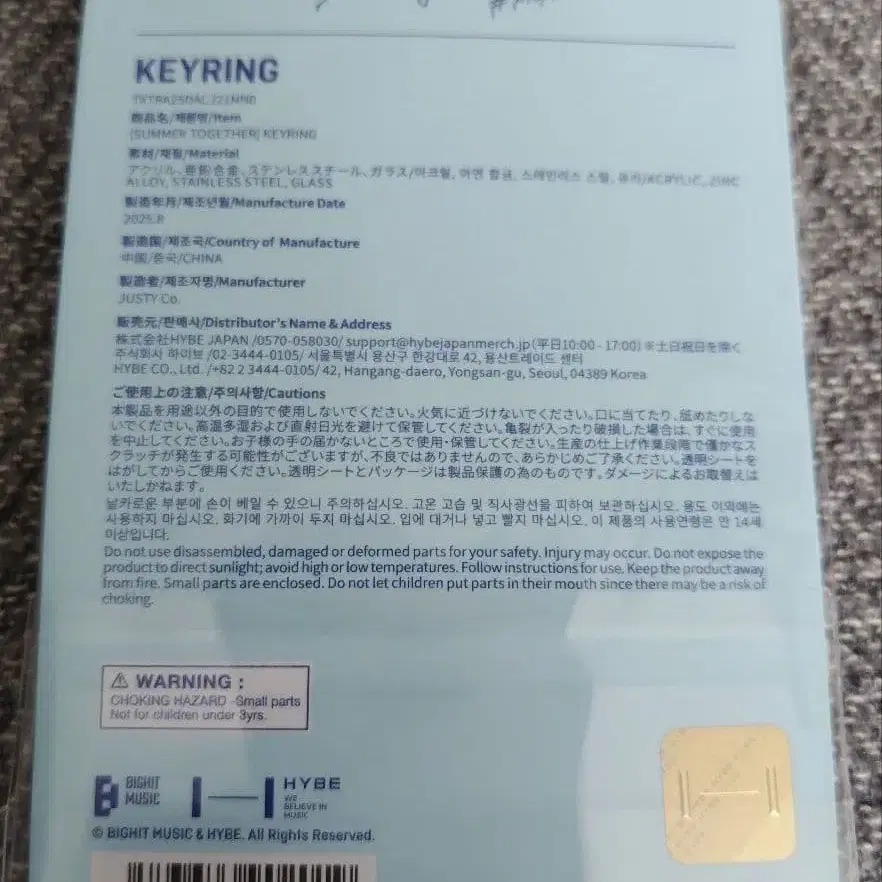 KEYRING
製品名/제품명/Item
[SUMMER TOGETHER] KEYRING
素材/재질/Material
アクリル、亜鉛合金、ステンレススチール、ガラス/아크릴, 아연 합금, 스테인레스 스틸, 유리/ACRYLIC, ZINC
ALLOY, STAINLESS STEEL, GLASS
製造年月/제조년월/Manufacture Date
2025.8
製造国/제조국/Country of Manufacture
中国/중국/CHINA
製造者/제조자명/Manufacturer
JUSTY Co.
販売元/판매사/Distributor's Name & Address
株式会社HYBE JAPAN /0570-058030/ support@hybejapanmerch.jp(平日10:00 - 17:00) ※土日祝日を除く
주식회사 하이브 /02-3444-0105/ 서울특별시 용산구 한강대로 42, 용산트레이드 센터
HYBE CO., Ltd. /+82 2 3444-0105/ 42, Hangang-daero, Yongsan-gu, Seoul, 04389 Korea
ご使用上の注意/주의사항/Cautions
本製品を用途以外の目的で使用しないでください。火気に近づけないでください。口に当てたり、舐めたりしな
いでください。高温多湿および直射日光を避けて保管してください。亀裂が入ったり破損した場合は、すぐに使用
を中止してください。お子様の手の届かないところで使用・保管してください。生産の仕上げ作業段階で僅かなス
クラッチが発生する可能性がございますが、不良ではありませんので、あらかじめご了承ください。透明シートを
はがしてからご使用ください。透明シートとパッケージは製品保護の為のものです。ダメージによるお取替えは
いたしかねます。
날카로운 부분에 손이 베일 수 있으니 주의하십시오. 고온 고습 및 직사광선을 피하여 보관하십시오. 용도 이외에는
사용하지 마십시오. 화기에 가까이 두지 마십시오. 입에 대거나 넣고 빨지 마십시오. 이 제품의 사용연령은 만 14세
이상입니다.
Do not use disassembled, damaged or deformed parts for your safety. Injury may occur. Do not expose the
product to direct sunlight; avoid high or low temperatures. Follow instructions for use. Keep the product away
from fire. Small parts are enclosed. Do not let children put parts in their mouth since there may be a risk of
choking.
⚠ WARNING :
CHOKING HAZARD -Small parts
Not for children under 3yrs.
BIGHIT
MUSIC
HYBE
WE
BELIEVE IN
MUSIC
© BIGHIT MUSIC & HYBE. All Rights Reserved.